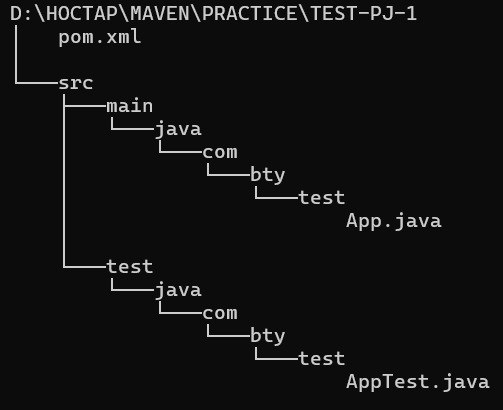 D:\HOCTAP\MAVEN\PRACTICE\TEST-PJ-1
pom.xml
src
main
java
com
bty
test
App.java
test
java
com
bty
test
AppTest.java